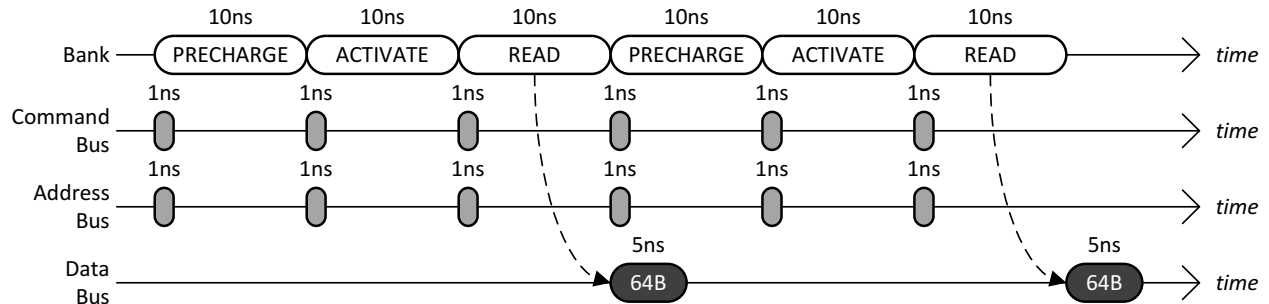 10ns 10ns 10ns 10ns 10ns 10ns
Bank PRECHARGE ACTIVATE READ PRECHARGE ACTIVATE READ time
1ns 1ns 1ns 1ns 1ns 1ns
Command
Bus
time
1ns 1ns 1ns 1ns 1ns 1ns
Address
Bus
time
5ns 5ns
Data
Bus
64B 64B time